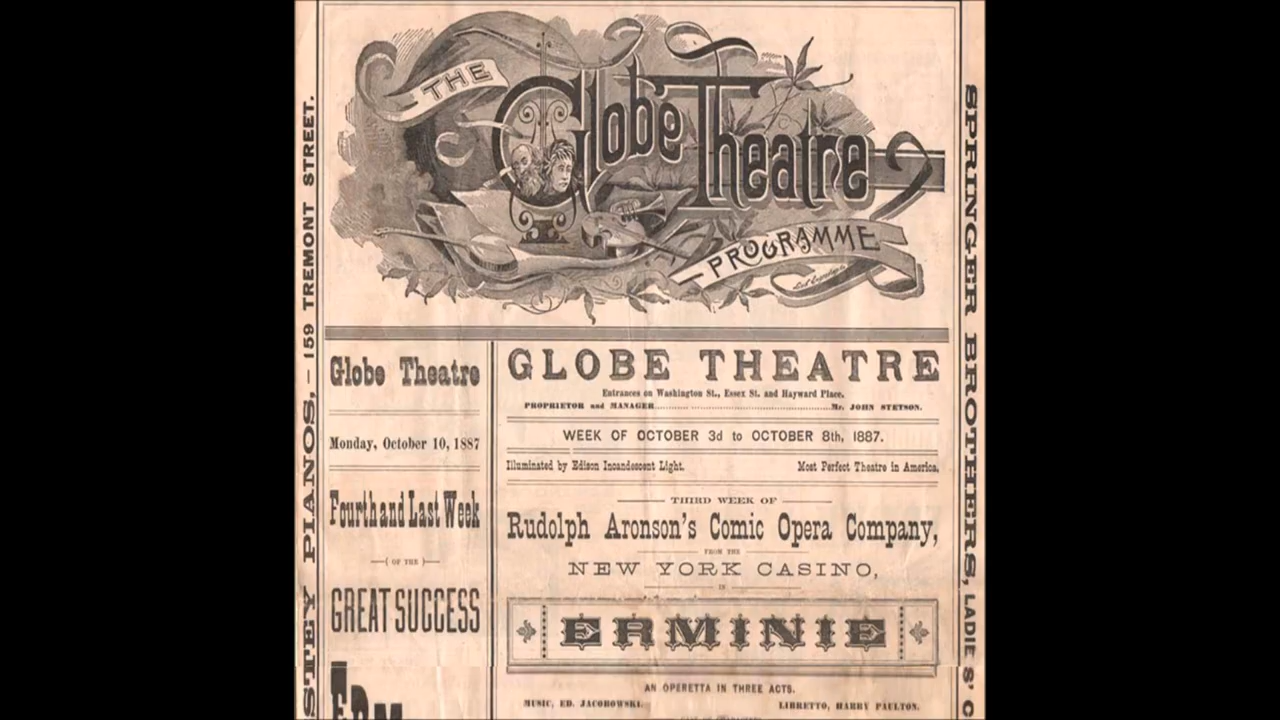 THE
Globe Theatre
PROGRAMME
STEY PIANOS,- 159 TREMONT STREET.
Globe Theatre
Monday, October 10, 1887
Fourth and Last Week
OF THE
GREAT SUCCESS
ERM
GLOBE THEATRE
Entrances on Washington St., Essex St. and Hayward Place.
PROPRIETOR and MANAGER.............................Mr. JOHN STETSON.
WEEK OF OCTOBER 3d to OCTOBER 8th, 1887.
Illuminated by Edison Incandescent Light. Most Perfect Theatre in America.
THIRD WEEK OF
Rudolph Aronson's Comic Opera Company,
FROM THE
NEW YORK CASINO,
IN
ERMINIE
AN OPERETTA IN THREE ACTS.
MUSIC, ED. JACOBOWSKI. LIBRETTO, HARRY PAULTON.
SPRINGER BROTHERS, LADIES' C